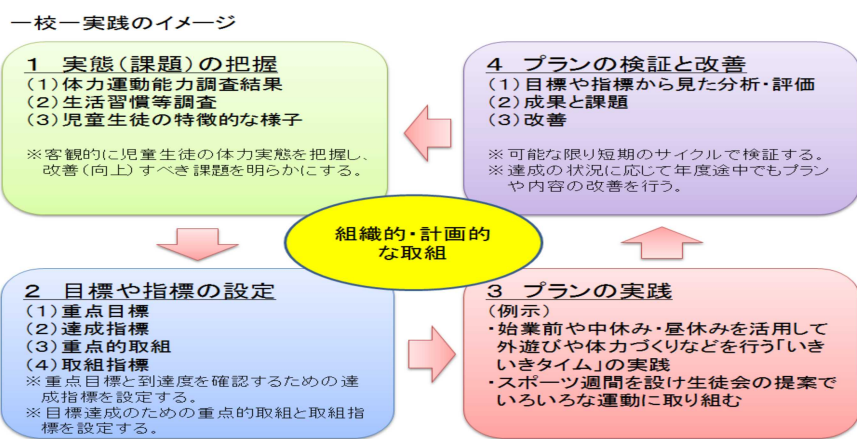 一校一実践のイメージ
1 実態(課題)の把握
(1)体力運動能力調査結果
(2)生活習慣等調査
(3)児童生徒の特徴的な様子
※客観的に児童生徒の体力実態を把握し、
改善(向上)すべき課題を明らかにする。
4 プランの検証と改善
(1)目標や指標から見た分析・評価
(2)成果と課題
(3)改善
※可能な限り短期のサイクルで検証する。
※達成の状況に応じて年度途中でもプラン
や内容の改善を行う。
組織的・計画的
な取組
2 目標や指標の設定
(1)重点目標
(2)達成指標
(3)重点的取組
(4)取組指標
※重点目標と到達度を確認するための達
成指標を設定する。
※目標達成のための重点的取組と取組指
標を設定する。
3 プランの実践
(例示)
・始業前や中休み・昼休みを活用して
外遊びや体力づくりなどを行う「いき
いきタイム」の実践
・スポーツ週間を設け生徒会の提案で
いろいろな運動に取り組む